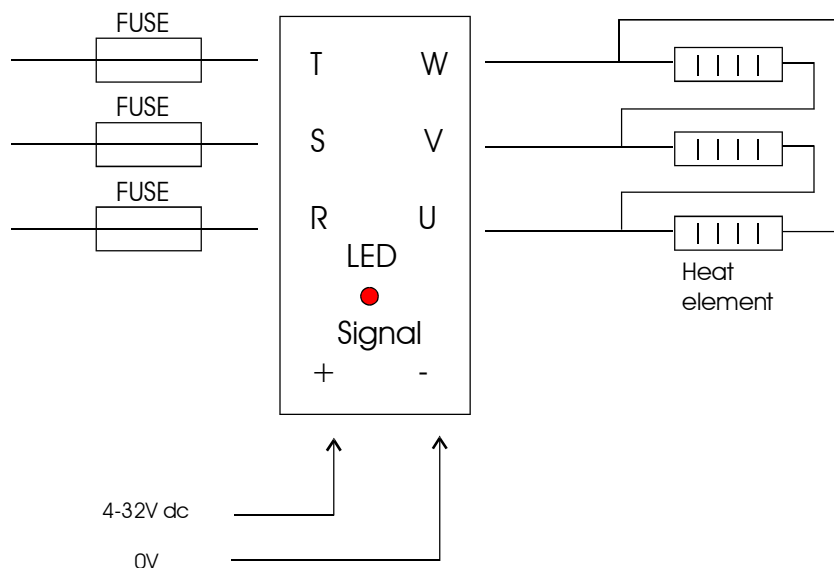 FUSE
T W
FUSE
S V
FUSE
R U
LED
Signal
+ -
Heat
element
4-32V dc
0V